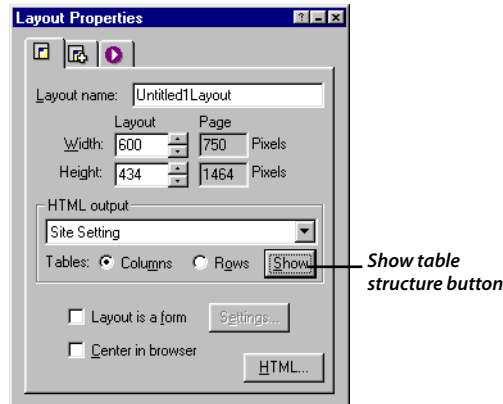 Layout Properties
Layout name: Untitled1Layout
Layout Page
Width: 600 750 Pixels
Height: 434 1464 Pixels
HTML output
Site Setting
Tables: Columns Rows Show
Show table
structure button
Layout is a form Settings...
Center in browser
HTML...